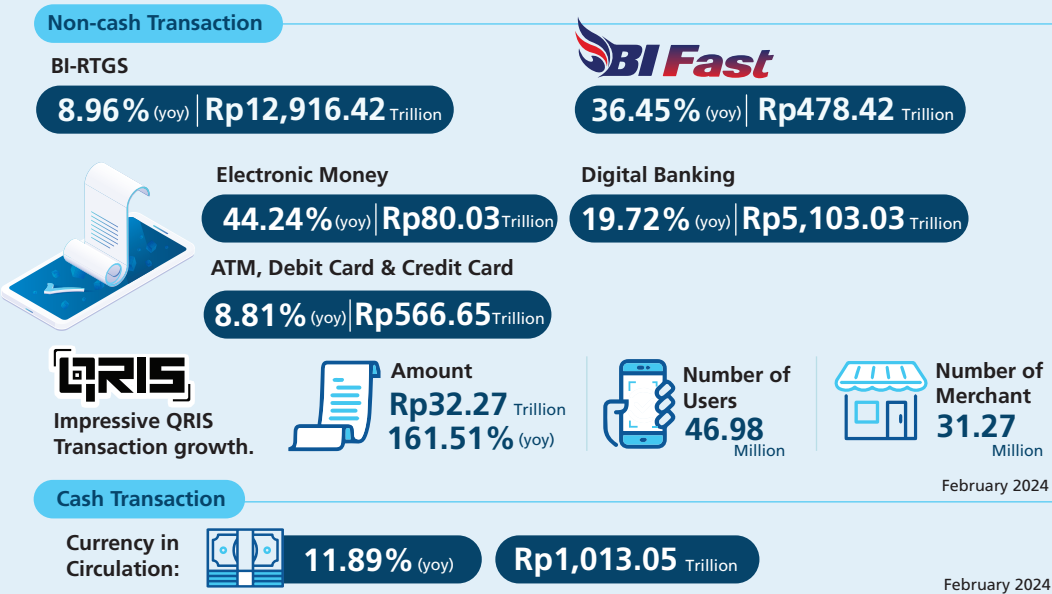 Non-cash Transaction
BI-RTGS
8.96% (yoy) Rp12,916.42 Trillion
BI Fast
36.45% (yoy) Rp478.42 Trillion
Electronic Money
44.24% (yoy) Rp80.03 Trillion
Digital Banking
19.72% (yoy) Rp5,103.03 Trillion
ATM, Debit Card & Credit Card
8.81% (yoy) Rp566.65 Trillion
QRIS
Impressive QRIS
Transaction growth.
Amount
Rp32.27 Trillion
161.51% (yoy)
Number of
Users
46.98
Million
Number of
Merchant
31.27
Million
February 2024
Cash Transaction
Currency in
Circulation:
11.89% (yoy)
Rp1,013.05 Trillion
February 2024